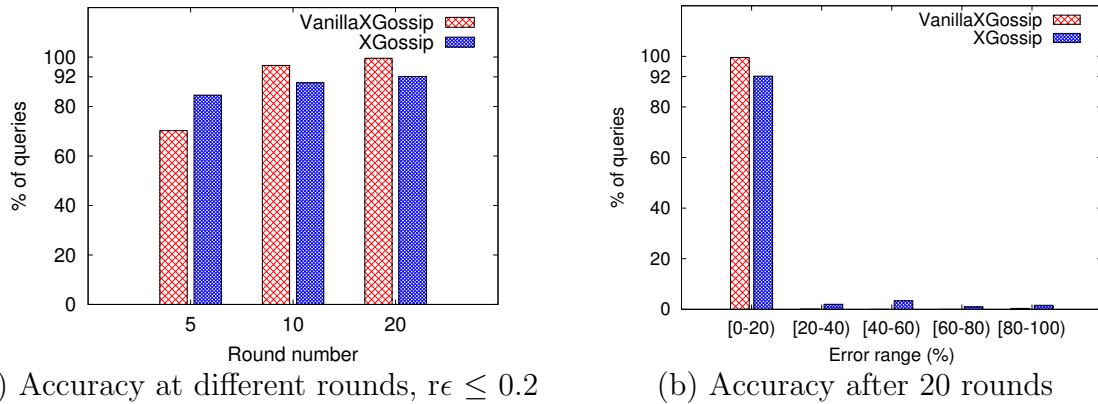 VanillaXGossip
XGossip
100
92
80
60
40
20
0
% of queries
5 10 20
Round number
) Accuracy at different rounds, rϵ ≤ 0.2
VanillaXGossip
XGossip
100
92
80
60
40
20
0
% of queries
[0-20) [20-40) [40-60) [60-80) [80-100)
Error range (%)
(b) Accuracy after 20 rounds